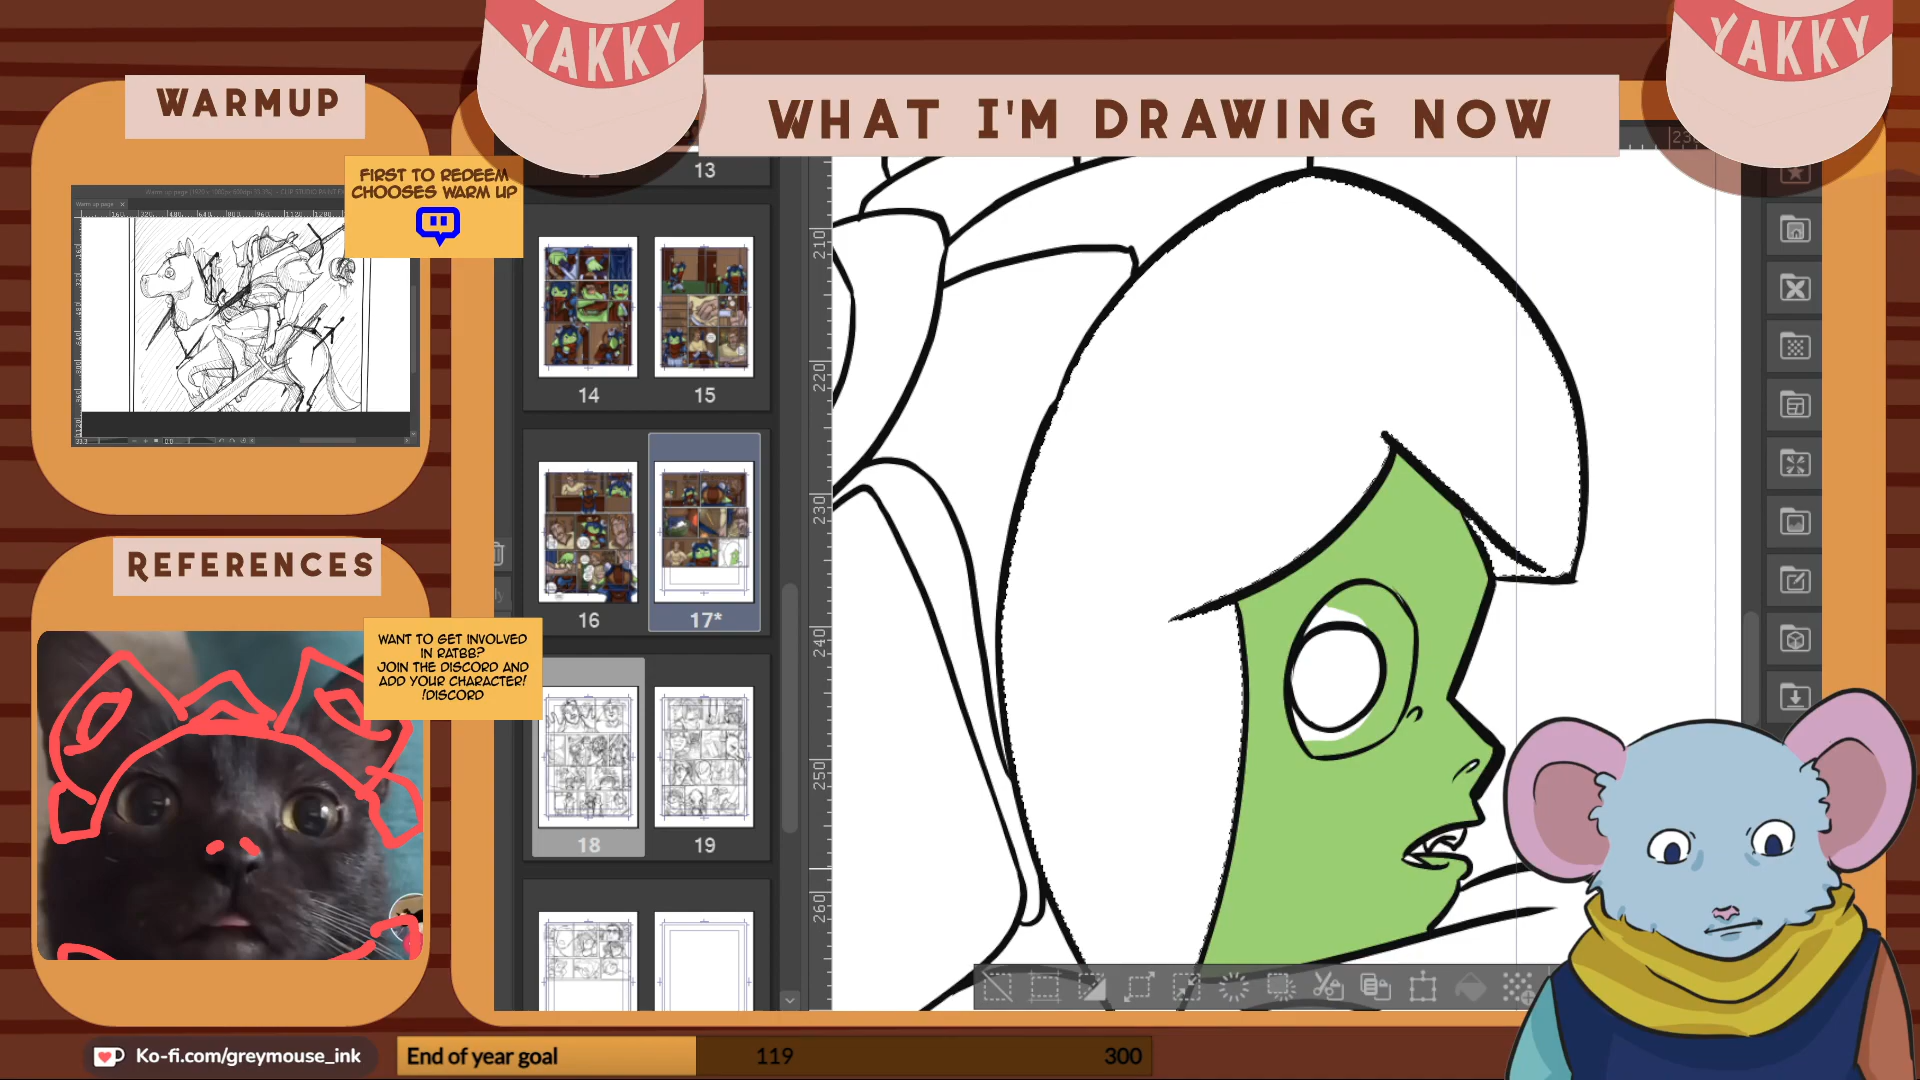 YAKKY
YAKKY
WARMUP
WHAT I'M DRAWING NOW
FIRST TO REDEEM
CHOOSES WARM UP
13
14
15
16
17*
18
19
210
220
230
240
250
260
REFERENCES
WANT TO GET INVOLVED
IN RAT88?
JOIN THE DISCORD AND
ADD YOUR CHARACTER!
!DISCORD
Ko-fi.com/greymouse_ink
End of year goal
119
300